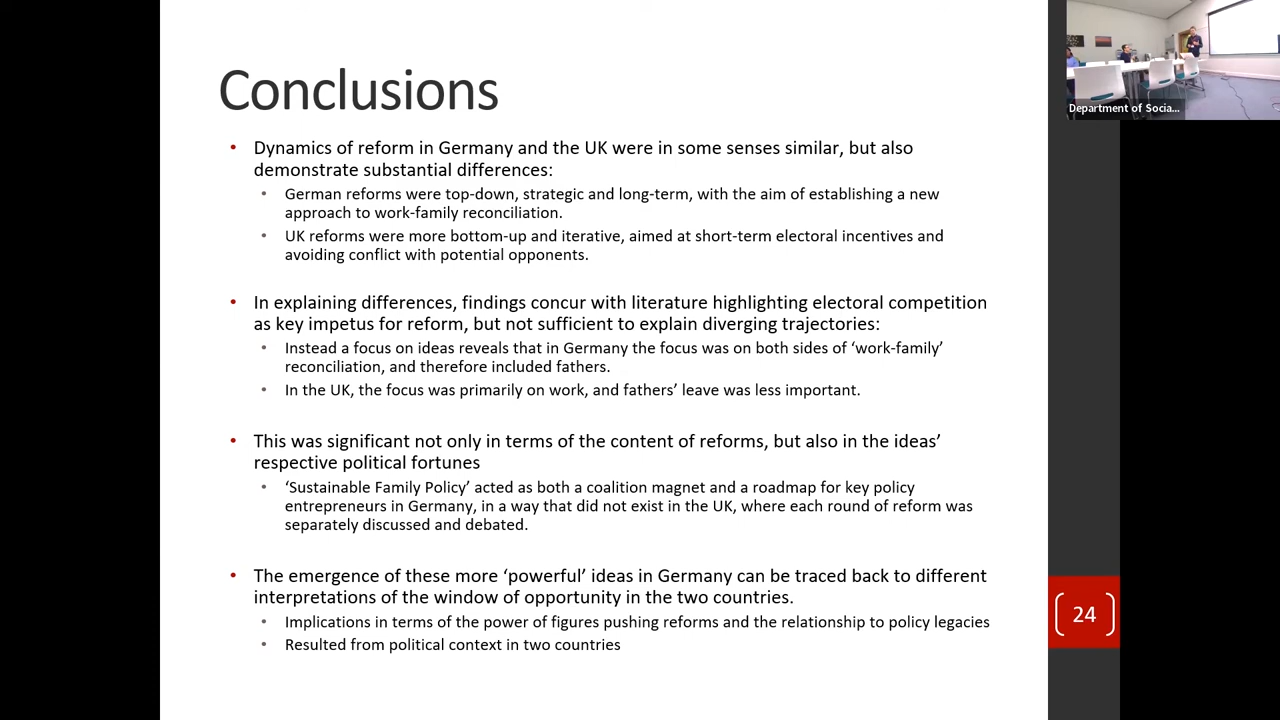 Conclusions
Dynamics of reform in Germany and the UK were in some senses similar, but also
demonstrate substantial differences:
German reforms were top-down, strategic and long-term, with the aim of establishing a new
approach to work-family reconciliation.
UK reforms were more bottom-up and iterative, aimed at short-term electoral incentives and
avoiding conflict with potential opponents.
In explaining differences, findings concur with literature highlighting electoral competition
as key impetus for reform, but not sufficient to explain diverging trajectories:
Instead a focus on ideas reveals that in Germany the focus was on both sides of ‘work-family’
reconciliation, and therefore included fathers.
In the UK, the focus was primarily on work, and fathers’ leave was less important.
This was significant not only in terms of the content of reforms, but also in the ideas’
respective political fortunes
‘Sustainable Family Policy’ acted as both a coalition magnet and a roadmap for key policy
entrepreneurs in Germany, in a way that did not exist in the UK, where each round of reform was
separately discussed and debated.
The emergence of these more ‘powerful’ ideas in Germany can be traced back to different
interpretations of the window of opportunity in the two countries.
Implications in terms of the power of figures pushing reforms and the relationship to policy legacies
Resulted from political context in two countries
24
Department of Socia...